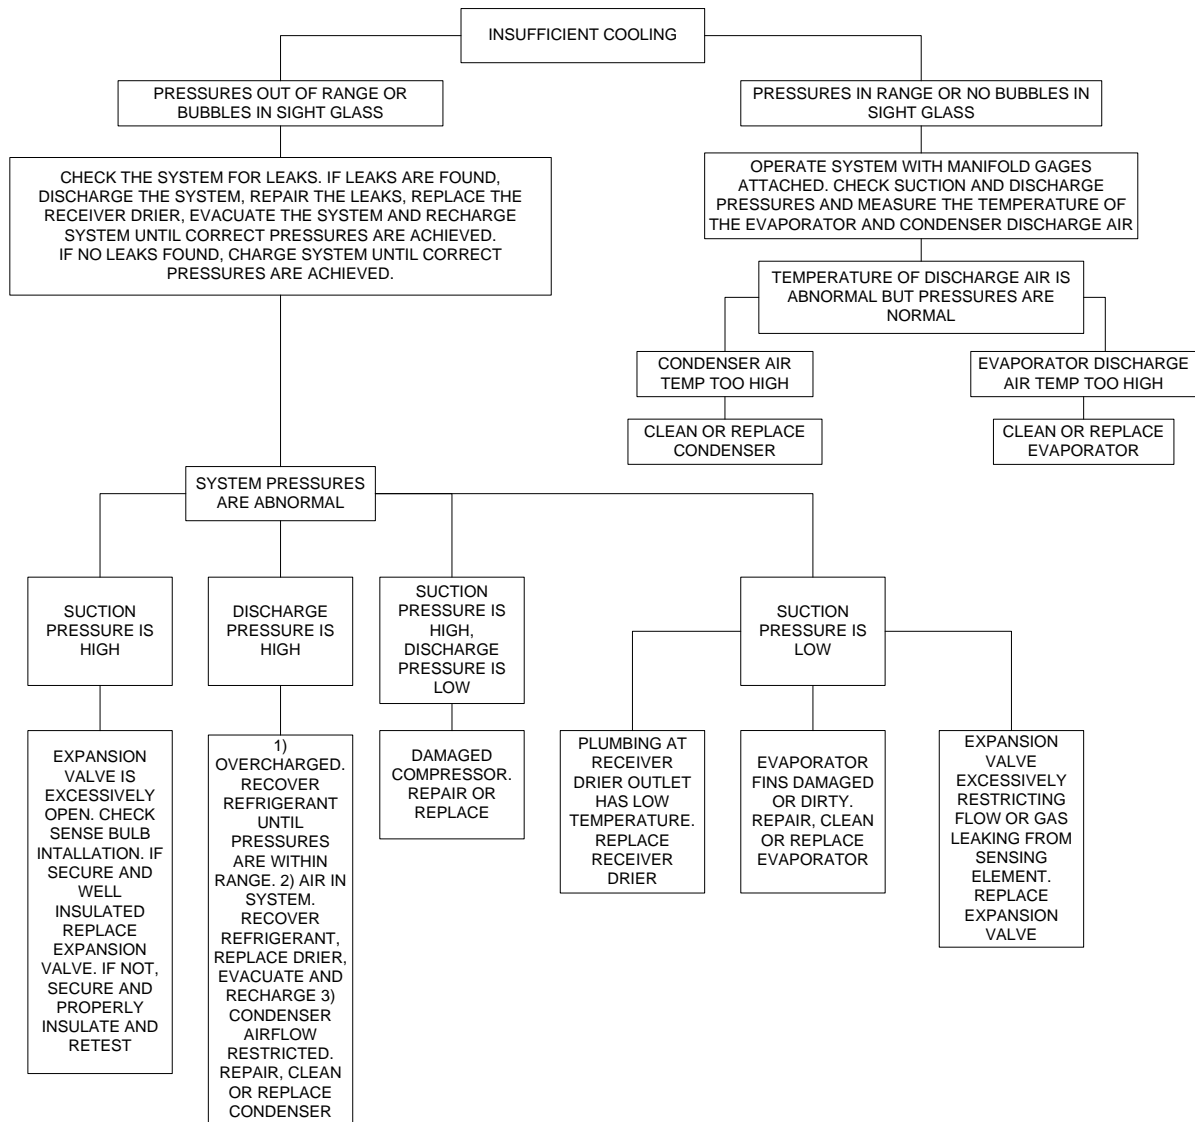 INSUFFICIENT COOLING
PRESSURES OUT OF RANGE OR
BUBBLES IN SIGHT GLASS
PRESSURES IN RANGE OR NO BUBBLES IN
SIGHT GLASS
CHECK THE SYSTEM FOR LEAKS. IF LEAKS ARE FOUND,
DISCHARGE THE SYSTEM, REPAIR THE LEAKS, REPLACE THE
RECEIVER DRIER, EVACUATE THE SYSTEM AND RECHARGE
SYSTEM UNTIL CORRECT PRESSURES ARE ACHIEVED.
IF NO LEAKS FOUND, CHARGE SYSTEM UNTIL CORRECT
PRESSURES ARE ACHIEVED.
OPERATE SYSTEM WITH MANIFOLD GAGES
ATTACHED. CHECK SUCTION AND DISCHARGE
PRESSURES AND MEASURE THE TEMPERATURE OF
THE EVAPORATOR AND CONDENSER DISCHARGE AIR
TEMPERATURE OF DISCHARGE AIR IS
ABNORMAL BUT PRESSURES ARE
NORMAL
CONDENSER AIR
TEMP TOO HIGH
EVAPORATOR DISCHARGE
AIR TEMP TOO HIGH
CLEAN OR REPLACE
CONDENSER
CLEAN OR REPLACE
EVAPORATOR
SYSTEM PRESSURES
ARE ABNORMAL
SUCTION
PRESSURE IS
HIGH
DISCHARGE
PRESSURE IS
HIGH
SUCTION
PRESSURE IS
HIGH,
DISCHARGE
PRESSURE IS
LOW
SUCTION
PRESSURE IS
LOW
EXPANSION
VALVE IS
EXCESSIVELY
OPEN. CHECK
SENSE BULB
INTALLATION. IF
SECURE AND
WELL
INSULATED
REPLACE
EXPANSION
VALVE. IF NOT,
SECURE AND
PROPERLY
INSULATE AND
RETEST
1)
OVERCHARGED.
RECOVER
REFRIGERANT
UNTIL
PRESSURES
ARE WITHIN
RANGE. 2) AIR IN
SYSTEM.
RECOVER
REFRIGERANT,
REPLACE DRIER,
EVACUATE AND
RECHARGE 3)
CONDENSER
AIRFLOW
RESTRICTED.
REPAIR, CLEAN
OR REPLACE
CONDENSER
DAMAGED
COMPRESSOR.
REPAIR OR
REPLACE
PLUMBING AT
RECEIVER
DRIER OUTLET
HAS LOW
TEMPERATURE.
REPLACE
RECEIVER
DRIER
EVAPORATOR
FINS DAMAGED
OR DIRTY.
REPAIR, CLEAN
OR REPLACE
EVAPORATOR
EXPANSION
VALVE
EXCESSIVELY
RESTRICTING
FLOW OR GAS
LEAKING FROM
SENSING
ELEMENT.
REPLACE
EXPANSION
VALVE